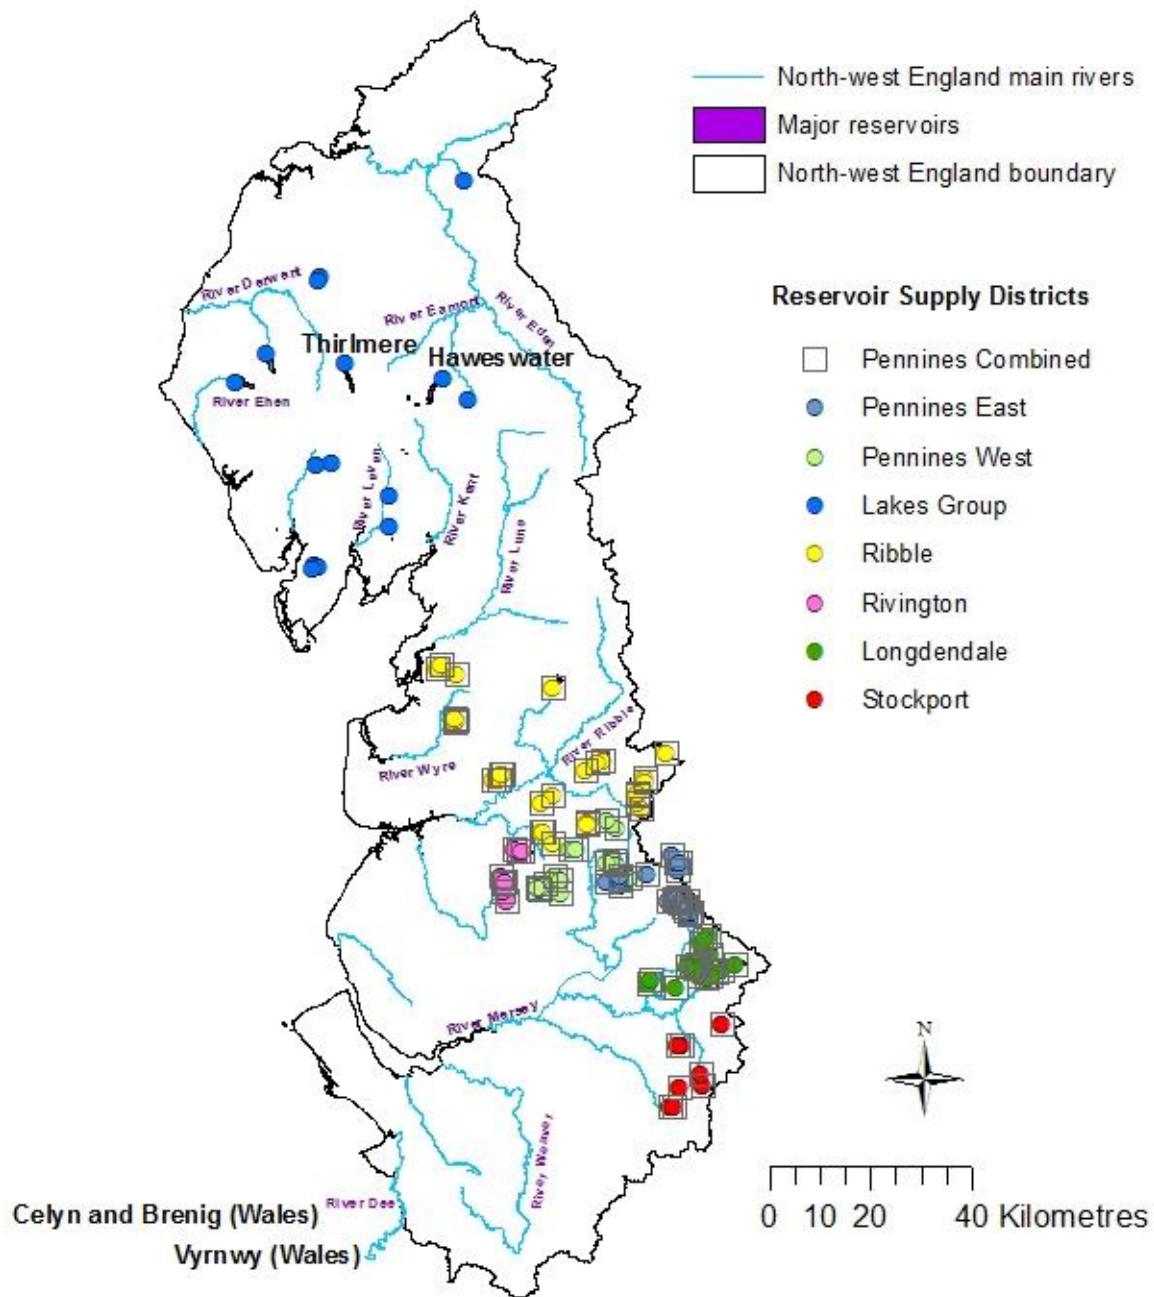 North-west England main rivers
Major reservoirs
North-west England boundary
River Derwent
River Eamont
River Eden
Thirlmere
Haweswater
River Ehen
Reservoir Supply Districts
Pennines Combined
Pennines East
Pennines West
Lakes Group
Ribble
Rivington
Longdendale
Stockport
River Leven
River Kent
River Lune
River Ribble
River Wyre
River Mersey
N
River Weaver
River Dee
Celyn and Brenig (Wales)
Vyrnwy (Wales)
0 10 20 40 Kilometres